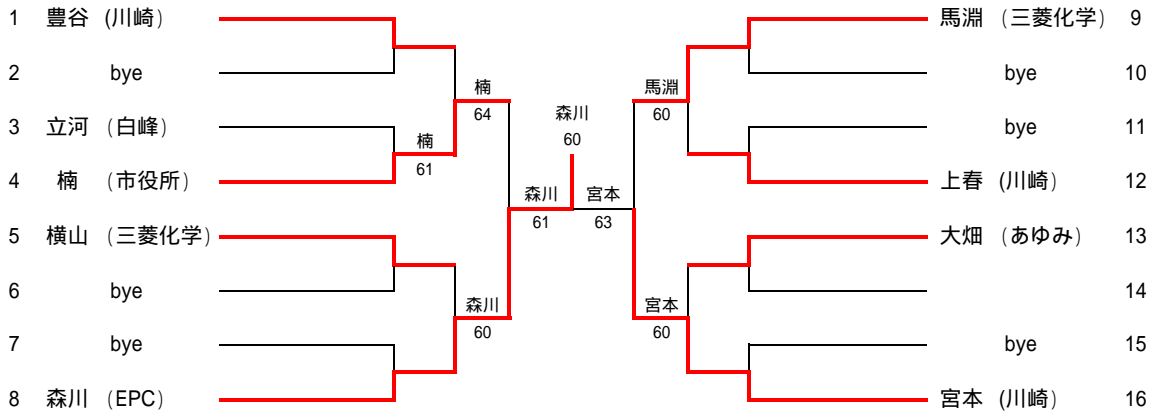 1 豊谷 (川崎)
2 bye
3 立河 (白峰)
4 楠 (市役所)
5 横山 (三菱化学)
6 bye
7 bye
8 森川 (EPC)
楠
61
楠
64
森川
60
森川
61
森川
60
宮本
63
馬淵
60
宮本
60
馬淵 (三菱化学) 9
bye 10
bye 11
上春 (川崎) 12
大畑 (あゆみ) 13
14
bye 15
宮本 (川崎) 16